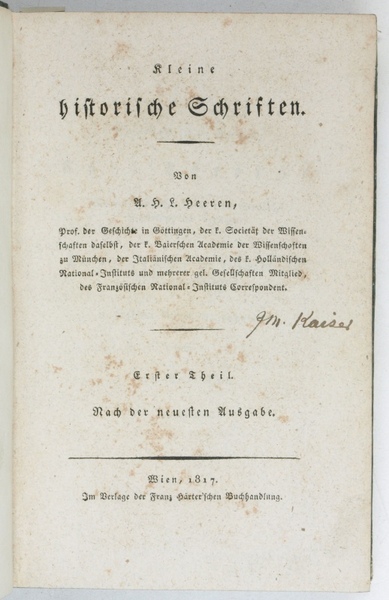 Kleine
historische Schriften.
Von
A. H. L. Heeren,
Prof. der Geschichte in Göttingen, der k. Societät der Wissen-
schaften daselbst, der k. Baierschen Academie der Wissenschaften
zu München, der Italiänischen Academie, des k. Holländischen
National-Instituts und mehrerer gel. Gesellschaften Mitglied,
des Französischen National-Instituts Correspondent.
Kaiser
Erster Theil.
Nach der neuesten Ausgabe.
Wien, 1817.
Im Verlage der Franz Härter'schen Buchhandlung.